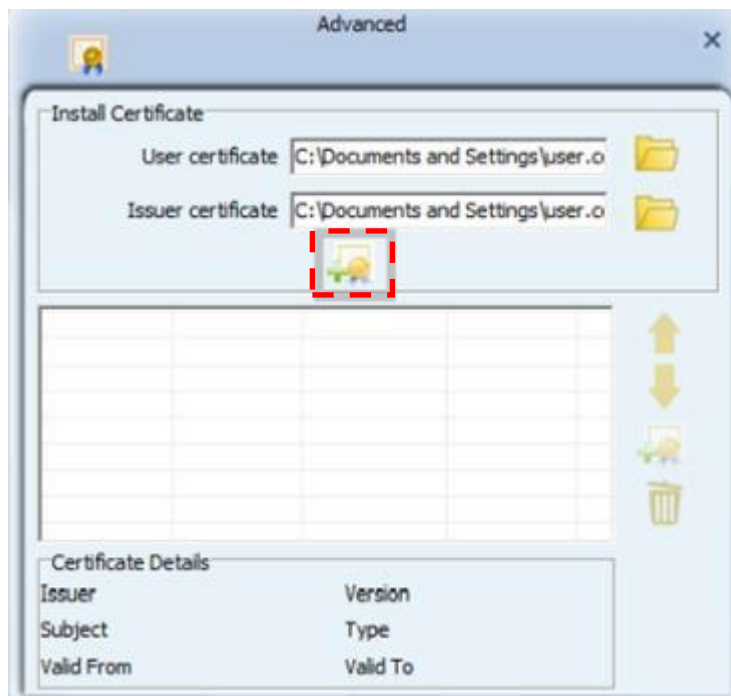 Advanced
Install Certificate
User certificate C:\Documents and Settings\user.c
Issuer certificate C:\Documents and Settings\user.c
Certificate Details
Issuer Version
Subject Type
Valid From Valid To